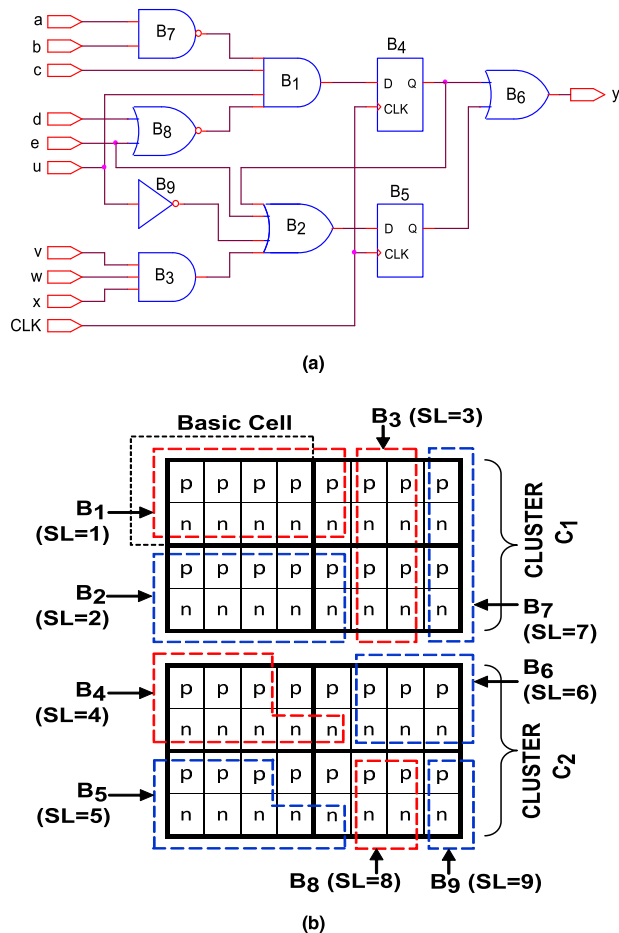 a
b
c
d
e
u
v
w
x
CLK
B7
B8
B9
B3
B1
B2
B4
D Q
CLK
B5
D Q
CLK
B6
y
(a)
Basic Cell
B3 (SL=3)
B1
(SL=1)
B2
(SL=2)
B7
(SL=7)
CLUSTER
C1
p p p p p p p p
n n n n n n n n
p p p p p p p p
n n n n n n n n
B4
(SL=4)
B5
(SL=5)
B6
(SL=6)
CLUSTER
C2
p p p p p p p p
n n n n n n n n
p p p p p p p p
n n n n n n n n
B8 (SL=8)
B9 (SL=9)
(b)